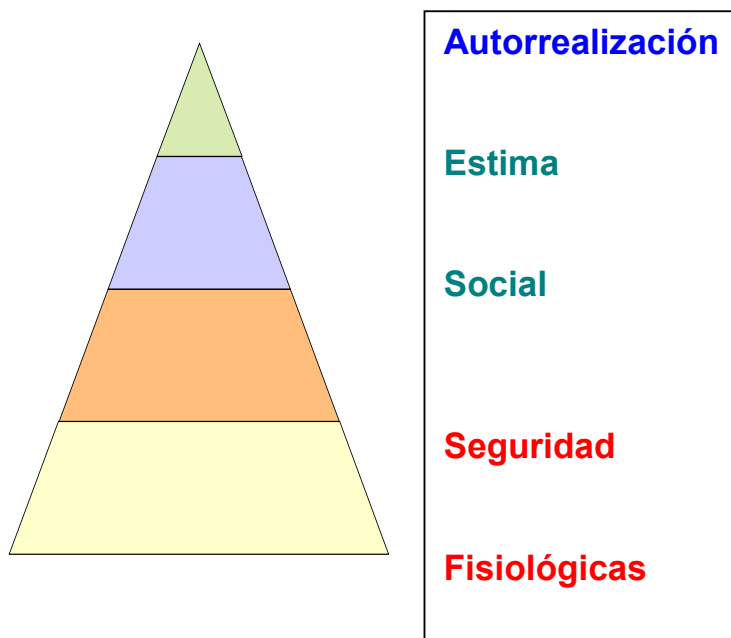 Autorrealización
Estima
Social
Seguridad
Fisiológicas